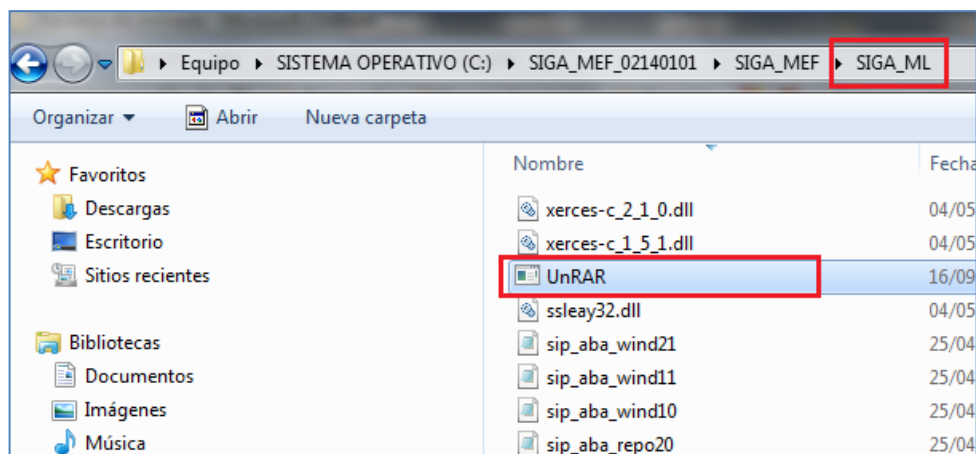 Equipo SISTEMA OPERATIVO (C:) SIGA_MEF_02140101 SIGA_MEF SIGA_ML
Organizar Abrir Nueva carpeta
Favoritos
Descargas
Escritorio
Sitios recientes
Bibliotecas
Documentos
Imágenes
Música
Nombre Fecha
xerces-c_2_1_0.dll 04/05
xerces-c_1_5_1.dll 04/05
UnRAR 16/09
ssleay32.dll 04/05
sip_aba_wind21 25/04
sip_aba_wind11 25/04
sip_aba_wind10 25/04
sip_aba_repo20 25/04